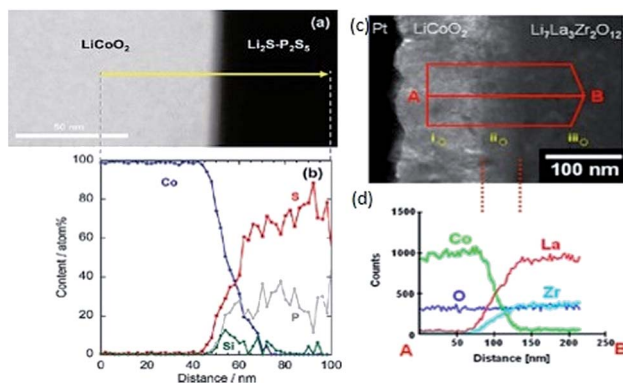 (a)
LiCoO₂
Li₂S-P₂S₅
50 nm
(b)
100
80
60
40
20
0
Content / atom%
Co
S
P
Si
0 20 40 60 80 100
Distance / nm
(c)
Pt
LiCoO₂
Li₇La₃Zr₂O₁₂
A
B
i
ii
iii
100 nm
(d)
1500
1000
500
0
Counts
Co
La
O
Zr
0 50 100 150 200 250
A
B
Distance [nm]